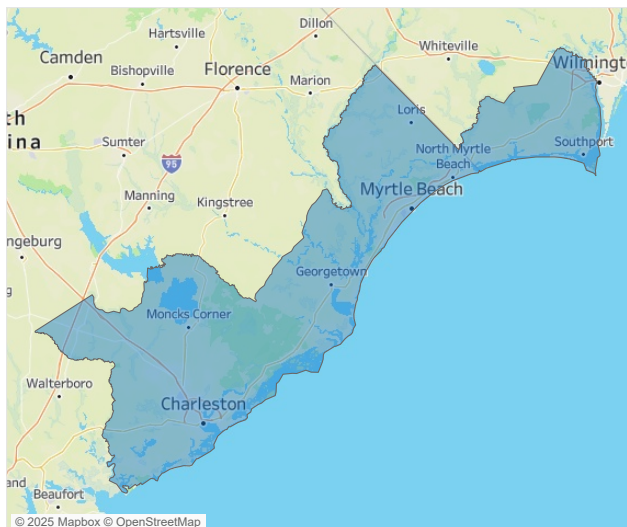 Hartsville
Dillon
Whiteville
Camden
Bishopville
Florence
Marion
Wilmingt
th
ina
Loris
Sumter
95
North Myrtle
Beach
Southport
Manning
Kingstree
Myrtle Beach
ngeburg
Georgetown
g
Moncks Corner
Walterboro
Charleston
and
Beaufort
© 2025 Mapbox © OpenStreetMap